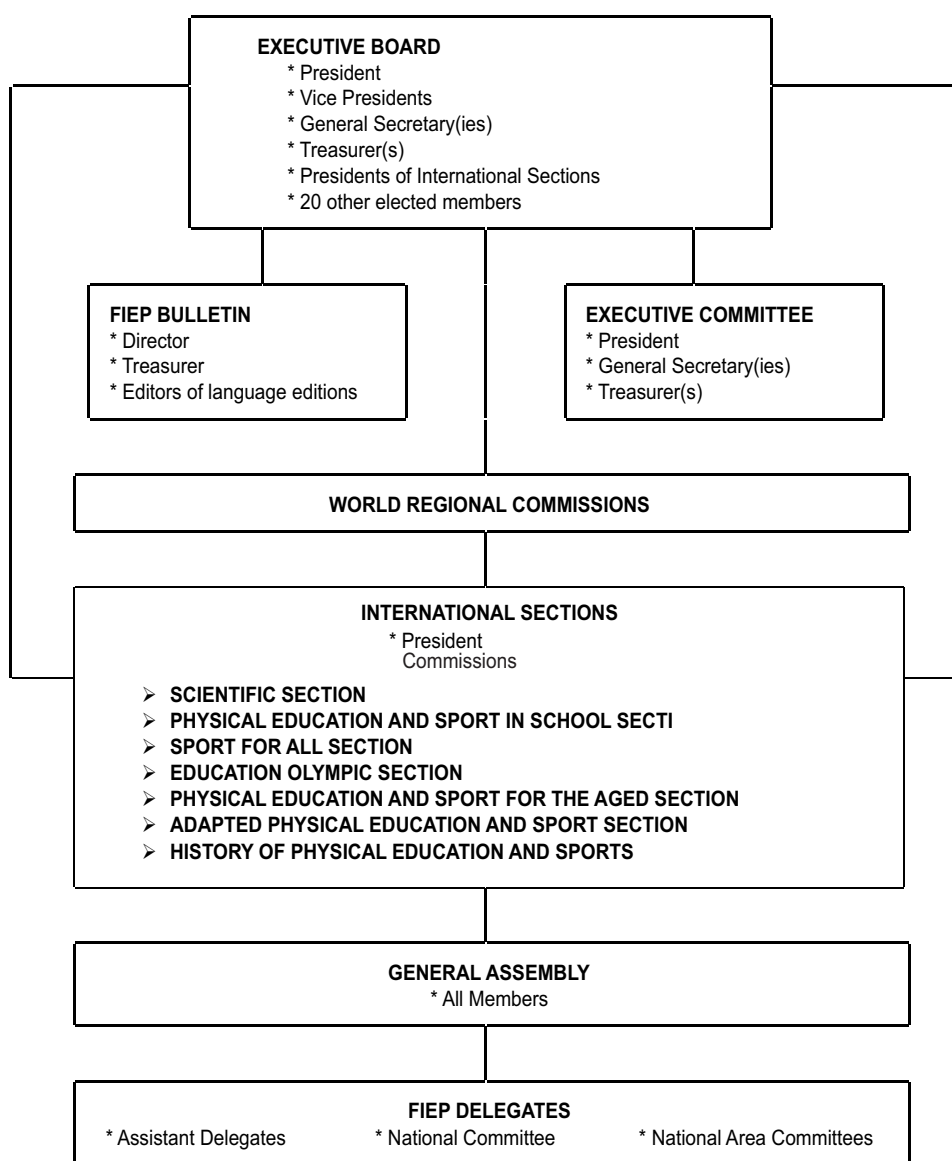 EXECUTIVE BOARD
* President
* Vice Presidents
* General Secretary(ies)
* Treasurer(s)
* Presidents of International Sections
* 20 other elected members
FIEP BULLETIN
* Director
* Treasurer
* Editors of language editions
EXECUTIVE COMMITTEE
* President
* General Secretary(ies)
* Treasurer(s)
WORLD REGIONAL COMMISSIONS
INTERNATIONAL SECTIONS
* President
Commissions
➢ SCIENTIFIC SECTION
➢ PHYSICAL EDUCATION AND SPORT IN SCHOOL SECTI
➢ SPORT FOR ALL SECTION
➢ EDUCATION OLYMPIC SECTION
➢ PHYSICAL EDUCATION AND SPORT FOR THE AGED SECTION
➢ ADAPTED PHYSICAL EDUCATION AND SPORT SECTION
➢ HISTORY OF PHYSICAL EDUCATION AND SPORTS
GENERAL ASSEMBLY
* All Members
FIEP DELEGATES
* Assistant Delegates * National Committee * National Area Committees